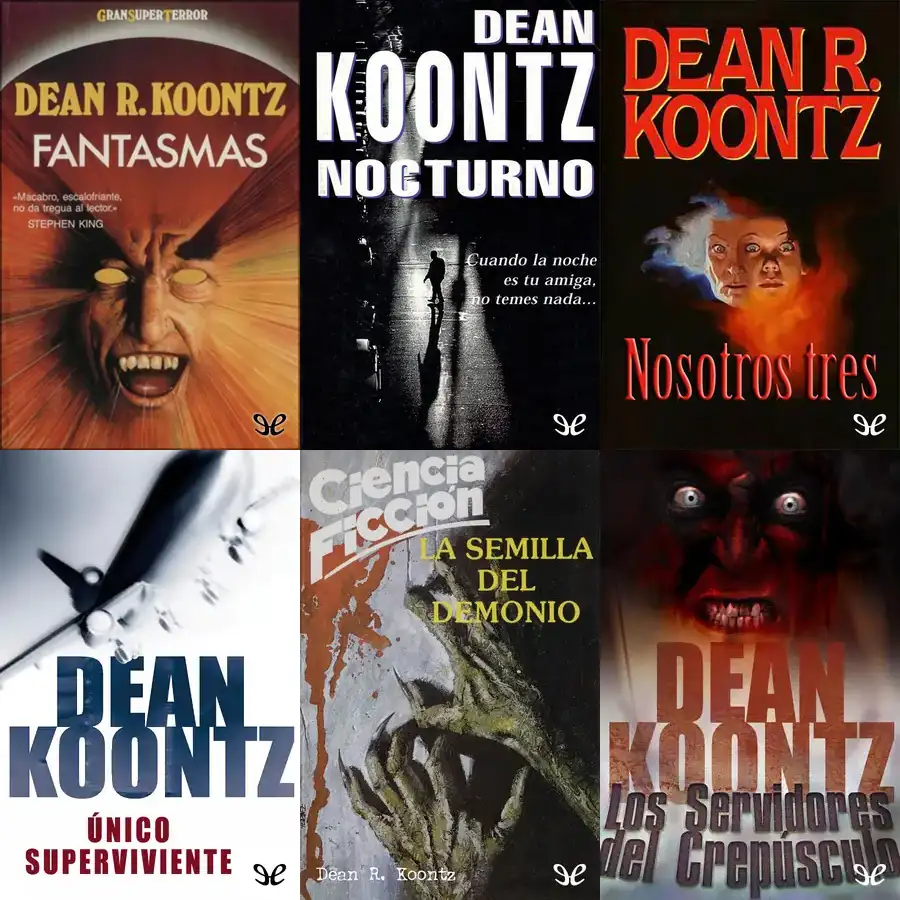 GRANSUPERTERROR
DEAN R. KOONTZ
FANTASMAS
«Macabro, escalofriante,
no da tregua al lector.»
STEPHEN KING
DEAN
KOONTZ
NOCTURNO
Cuando la noche
es tu amiga,
no temes nada...
DEAN R.
KOONTZ
Nosotros tres
DEAN
KOONTZ
ÚNICO
SUPERVIVIENTE
Ciencia
Ficción
LA SEMILLA
DEL
DEMONIO
Dean R. Koontz
DEAN
KOONTZ
Los Servidores
del Crepúsculo